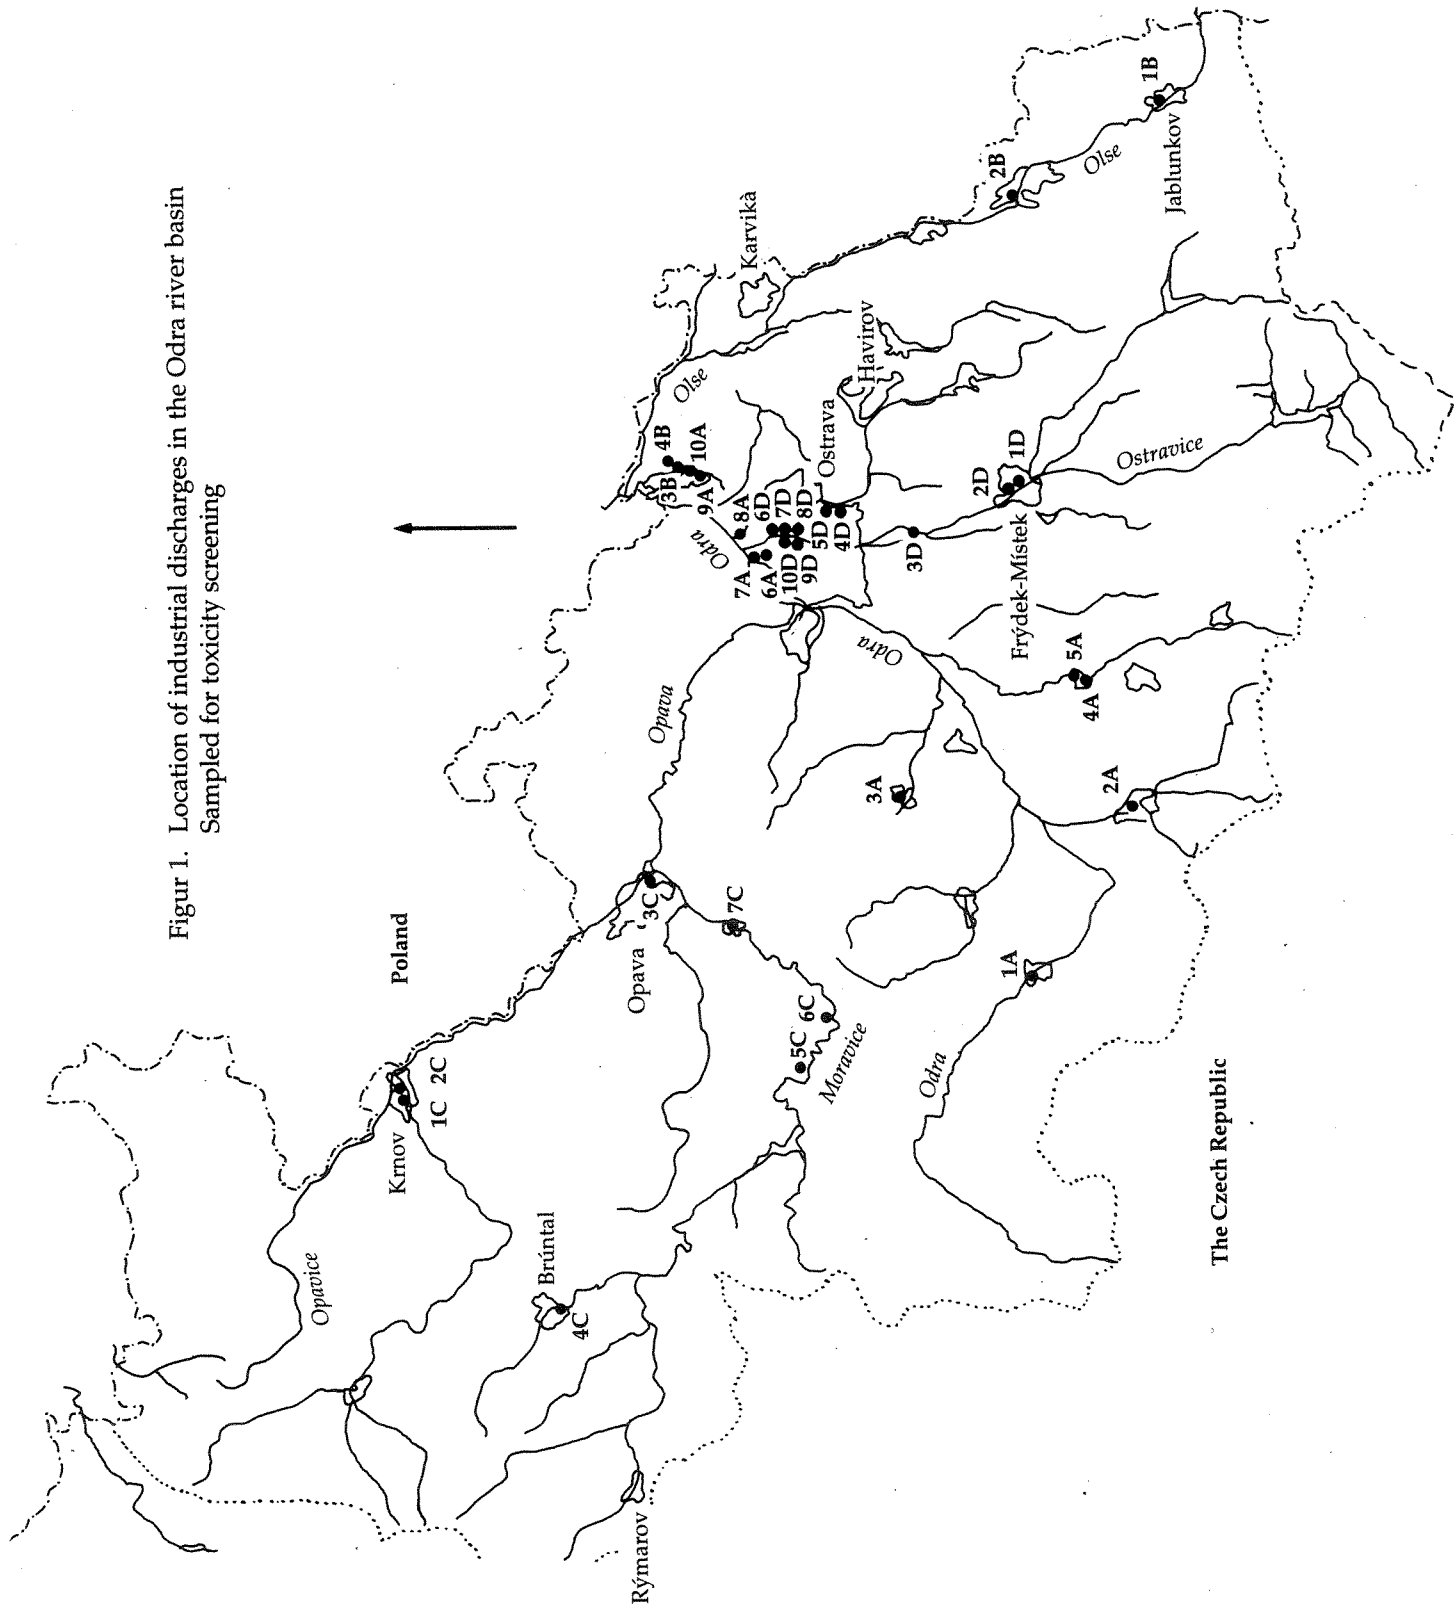 Figur 1. Location of industrial discharges in the Odra river basin
Sampled for toxicity screening
Poland
Opavice
Krnov
1C 2C
Brúntal
4C
Rýmarov
Opava
3C
7C
5C
6C
Moravice
Opava
Odra
1A
2A
3A
4A
5A
Odra
Odra
7A
6A
8A
10D
9D
6D
7D
8D
5D
4D
3D
Ostrava
3B
4B
9A
10A
Olse
Karvikà
Havirov
2D
1D
Frýdek-Místek
Ostravice
2B
Olse
1B
Jablunkov
The Czech Republic